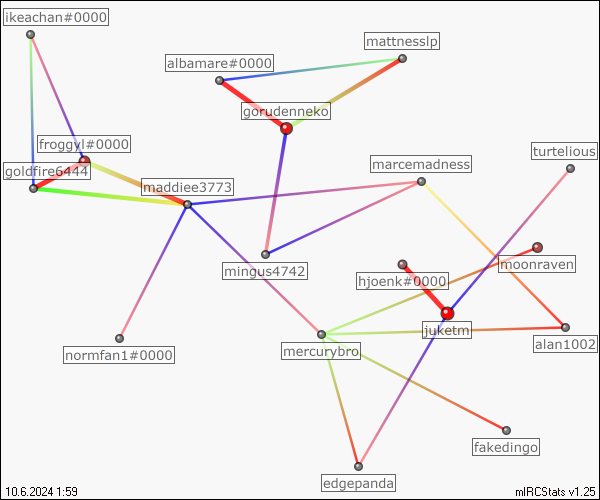 ikeachan#0000
mattnesslp
albamare#0000
gorudenneko
froggyl#0000
turtelious
goldfire6444
marcemadness
maddiee3773
moonraven
mingus4742
hjoenk#0000
juketm
alan1002
mercurybro
normfan1#0000
fakedingo
edgepanda
10.6.2024 1:59
mIRCStats v1.25